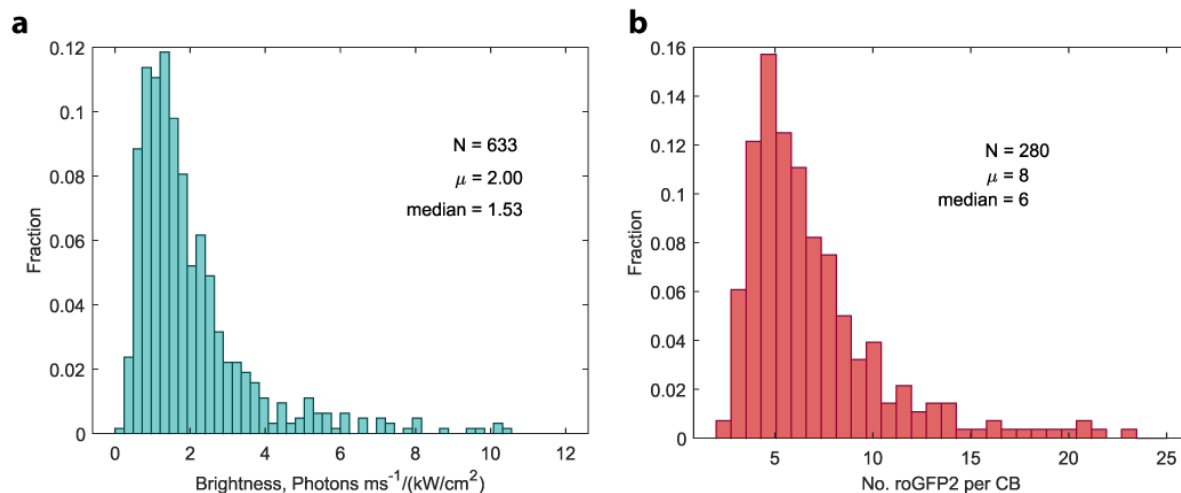 a
0.12
0.1
0.08
0.06
0.04
0.02
0
Fraction
N = 633
μ = 2.00
median = 1.53
0 2 4 6 8 10 12
Brightness, Photons ms⁻¹/(kW/cm²)
b
0.16
0.14
0.12
0.1
0.08
0.06
0.04
0.02
0
Fraction
N = 280
μ = 8
median = 6
5 10 15 20 25
No. roGFP2 per CB